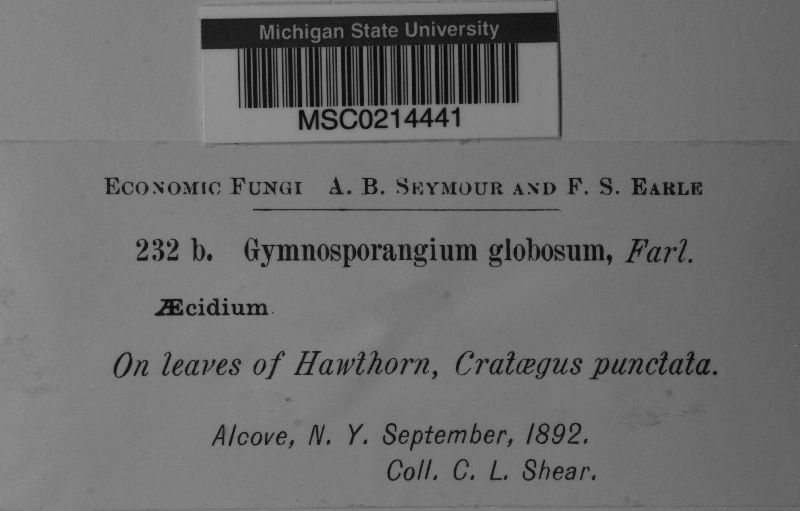 Michigan State University
MSC0214441
Economic Fungi A. B. Seymour and F. S. Earle
232 b. Gymnosporangium globosum, Farl.
Æcidium
On leaves of Hawthorn, Cratægus punctata.
Alcove, N. Y. September, 1892.
Coll. C. L. Shear.